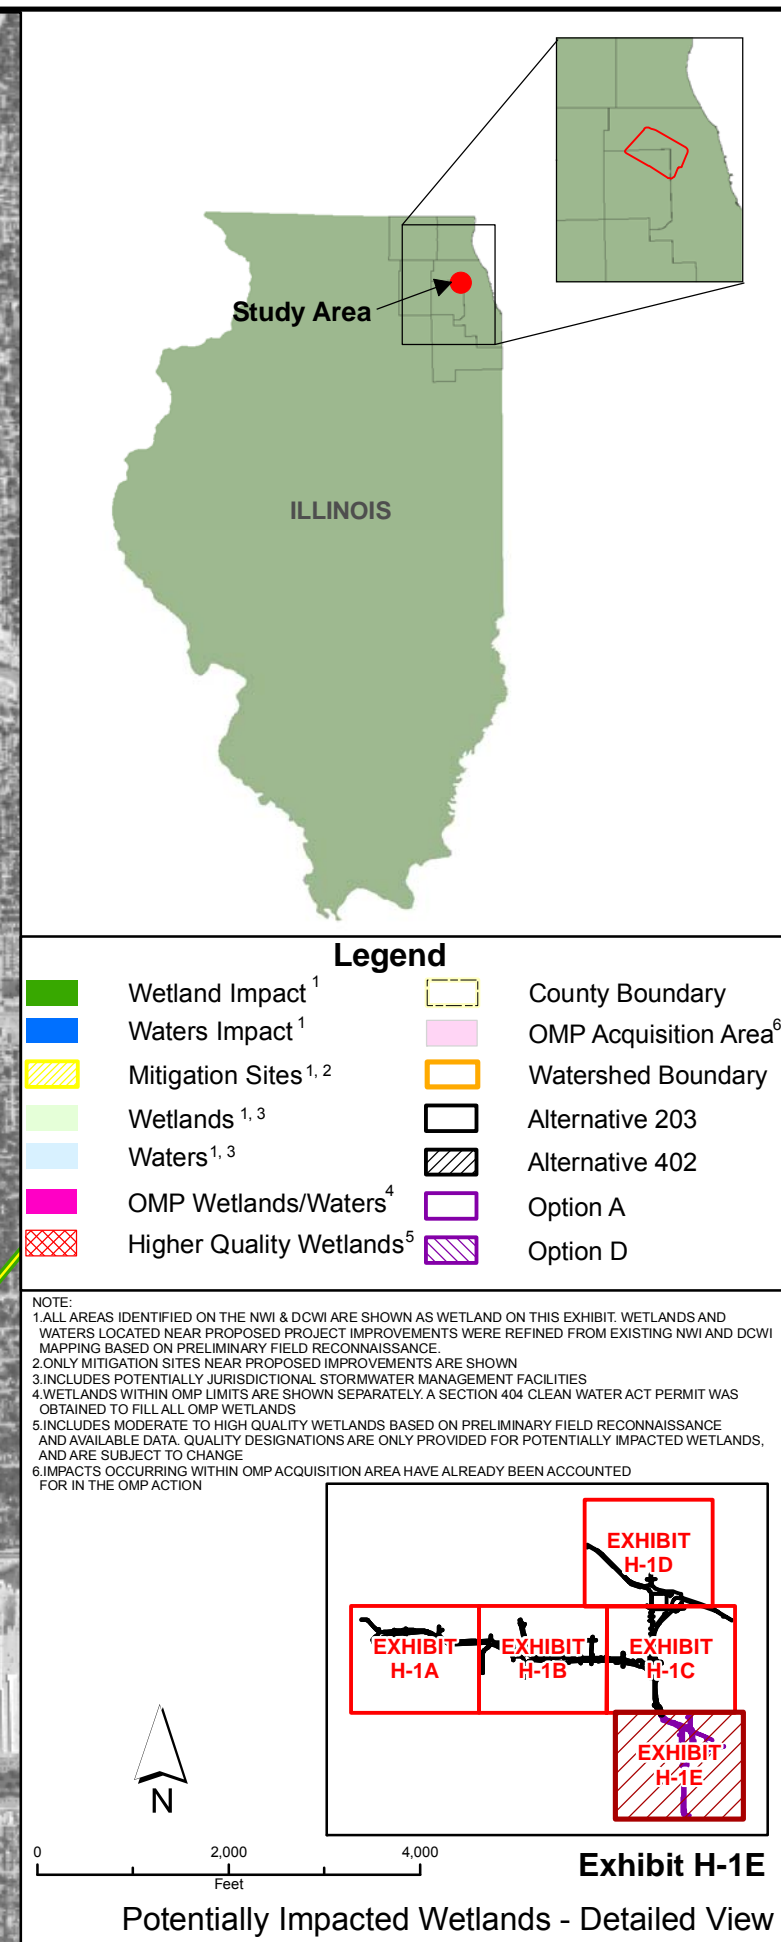 Study Area
ILLINOIS
Legend
Wetland Impact 1
Waters Impact 1
Mitigation Sites 1, 2
Wetlands 1, 3
Waters 1, 3
OMP Wetlands/Waters 4
Higher Quality Wetlands 5
County Boundary
OMP Acquisition Area 6
Watershed Boundary
Alternative 203
Alternative 402
Option A
Option D
NOTE:
1.ALL AREAS IDENTIFIED ON THE NWI & DCWI ARE SHOWN AS WETLAND ON THIS EXHIBIT. WETLANDS AND
WATERS LOCATED NEAR PROPOSED PROJECT IMPROVEMENTS WERE REFINED FROM EXISTING NWI AND DCWI
MAPPING BASED ON PRELIMINARY FIELD RECONNAISSANCE.
2.ONLY MITIGATION SITES NEAR PROPOSED IMPROVEMENTS ARE SHOWN
3.INCLUDES POTENTIALLY JURISDICTIONAL STORMWATER MANAGEMENT FACILITIES
4.WETLANDS WITHIN OMP LIMITS ARE SHOWN SEPARATELY. A SECTION 404 CLEAN WATER ACT PERMIT WAS
OBTAINED TO FILL ALL OMP WETLANDS
5.INCLUDES MODERATE TO HIGH QUALITY WETLANDS BASED ON PRELIMINARY FIELD RECONNAISSANCE
AND AVAILABLE DATA. QUALITY DESIGNATIONS ARE ONLY PROVIDED FOR POTENTIALLY IMPACTED WETLANDS,
AND ARE SUBJECT TO CHANGE
6.IMPACTS OCCURRING WITHIN OMP ACQUISITION AREA HAVE ALREADY BEEN ACCOUNTED
FOR IN THE OMP ACTION
EXHIBIT
H-1D
EXHIBIT
H-1A
EXHIBIT
H-1B
EXHIBIT
H-1C
EXHIBIT
H-1E
N
0 2,000 4,000
Feet
Exhibit H-1E
Potentially Impacted Wetlands - Detailed View